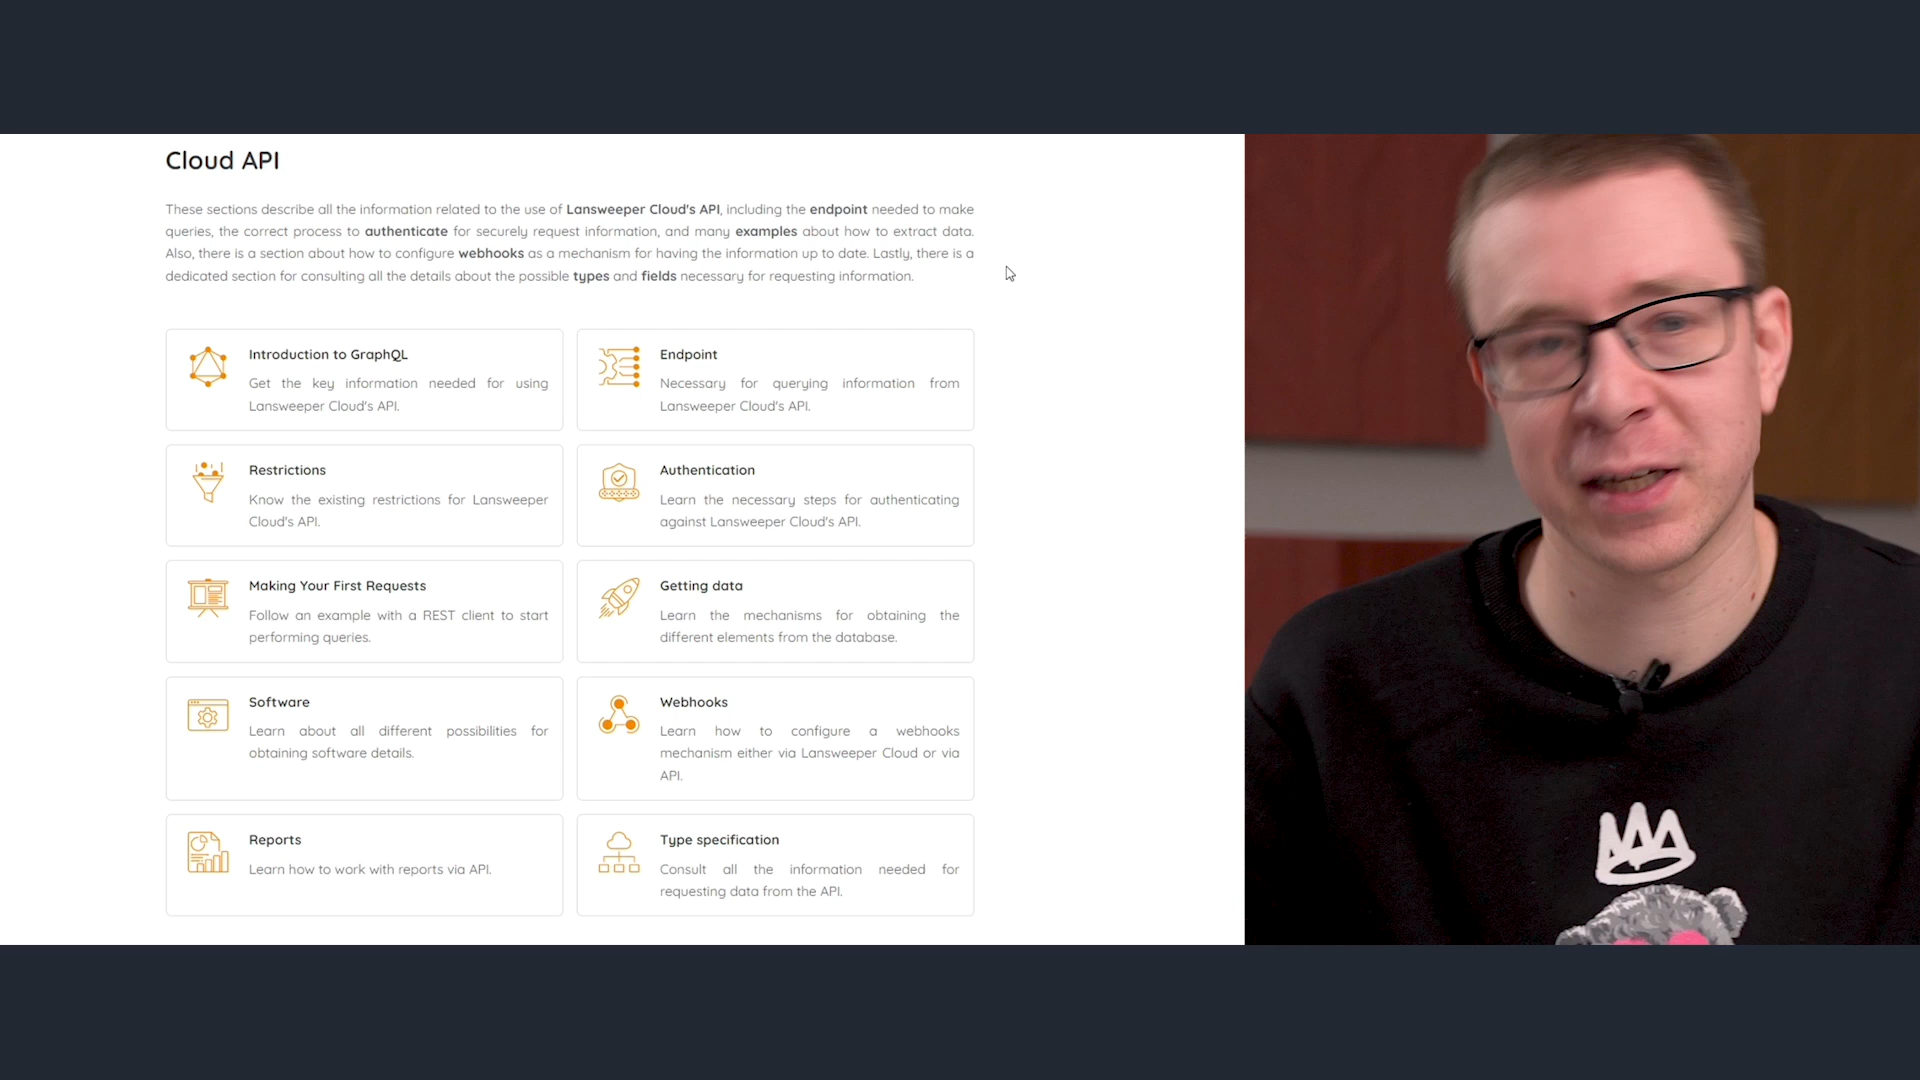 Cloud API
These sections describe all the information related to the use of Lansweeper Cloud's API, including the endpoint needed to make
queries, the correct process to authenticate for securely request information, and many examples about how to extract data.
Also, there is a section about how to configure webhooks as a mechanism for having the information up to date. Lastly, there is a
dedicated section for consulting all the details about the possible types and fields necessary for requesting information.
Introduction to GraphQL
Get the key information needed for using
Lansweeper Cloud's API.
Endpoint
Necessary for querying information from
Lansweeper Cloud's API.
Restrictions
Know the existing restrictions for Lansweeper
Cloud's API.
Authentication
Learn the necessary steps for authenticating
against Lansweeper Cloud's API.
Making Your First Requests
Follow an example with a REST client to start
performing queries.
Getting data
Learn the mechanisms for obtaining the
different elements from the database.
Software
Learn about all different possibilities for
obtaining software details.
Webhooks
Learn how to configure a webhooks
mechanism either via Lansweeper Cloud or via
API.
Reports
Learn how to work with reports via API.
Type specification
Consult all the information needed for
requesting data from the API.